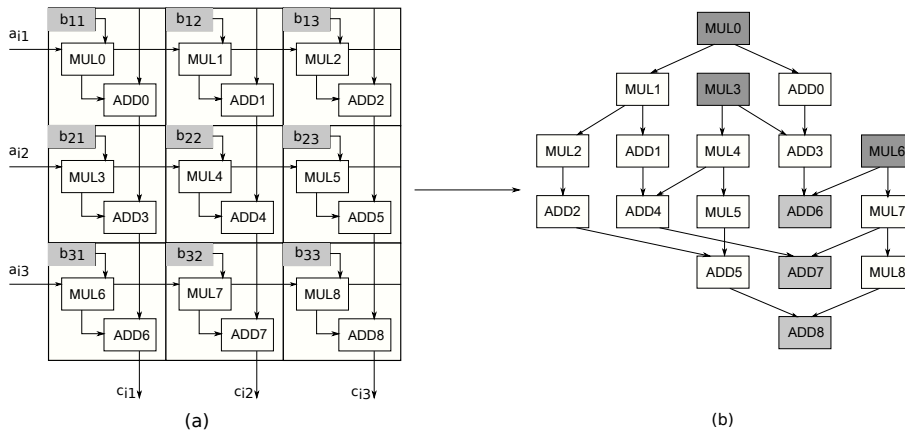 b11 b12 b13
ai1 MUL0 MUL1 MUL2
ADD0 ADD1 ADD2
b21 b22 b23
ai2 MUL3 MUL4 MUL5
ADD3 ADD4 ADD5
b31 b32 b33
ai3 MUL6 MUL7 MUL8
ADD6 ADD7 ADD8
ci1 ci2 ci3
(a)
MUL0
MUL1 MUL3 ADD0
MUL2 ADD1 MUL4 ADD3 MUL6
ADD2 ADD4 MUL5 ADD6 MUL7
ADD5 ADD7 MUL8
ADD8
(b)